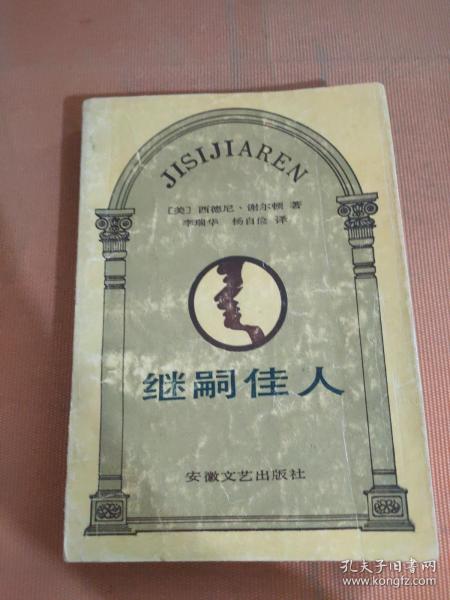 JISIJIAREN
［美］西德尼·谢尔顿 著
李瑞华 杨自俭 译
继嗣佳人
安徽文艺出版社
孔夫子旧书网
www.kongfz.com